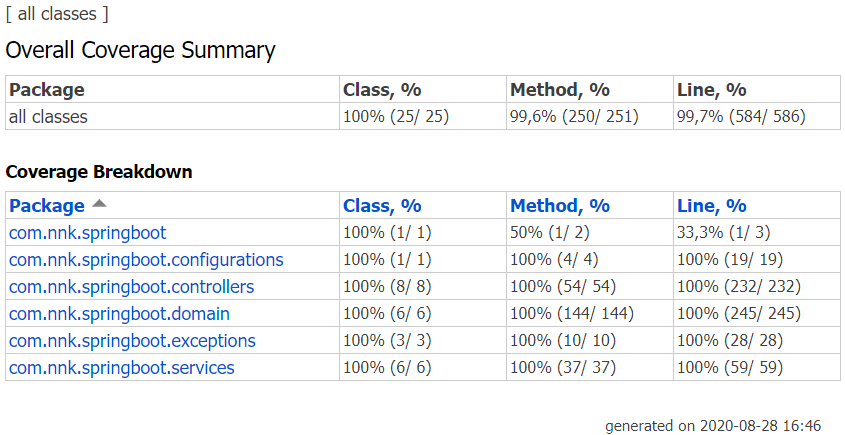 [ all classes ]
Overall Coverage Summary
Package Class, % Method, % Line, %
all classes 100% (25/ 25) 99,6% (250/ 251) 99,7% (584/ 586)
Coverage Breakdown
Package Class, % Method, % Line, %
com.nnk.springboot 100% (1/ 1) 50% (1/ 2) 33,3% (1/ 3)
com.nnk.springboot.configurations 100% (1/ 1) 100% (4/ 4) 100% (19/ 19)
com.nnk.springboot.controllers 100% (8/ 8) 100% (54/ 54) 100% (232/ 232)
com.nnk.springboot.domain 100% (6/ 6) 100% (144/ 144) 100% (245/ 245)
com.nnk.springboot.exceptions 100% (3/ 3) 100% (10/ 10) 100% (28/ 28)
com.nnk.springboot.services 100% (6/ 6) 100% (37/ 37) 100% (59/ 59)
generated on 2020-08-28 16:46